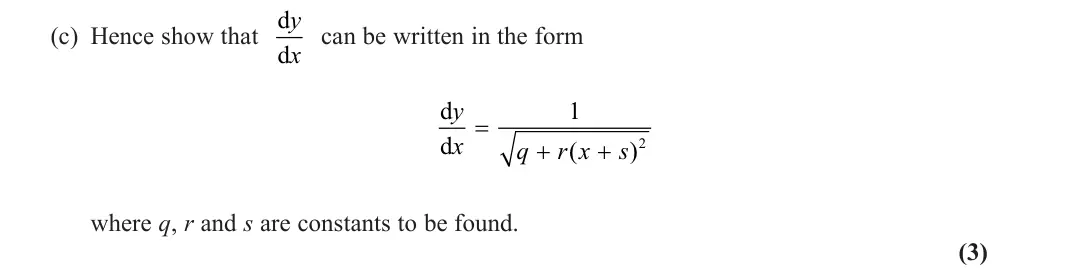 (c) Hence show that dy/dx can be written in the form
dy/dx = 1/√(q + r(x + s)²)
where q, r and s are constants to be found.
(3)